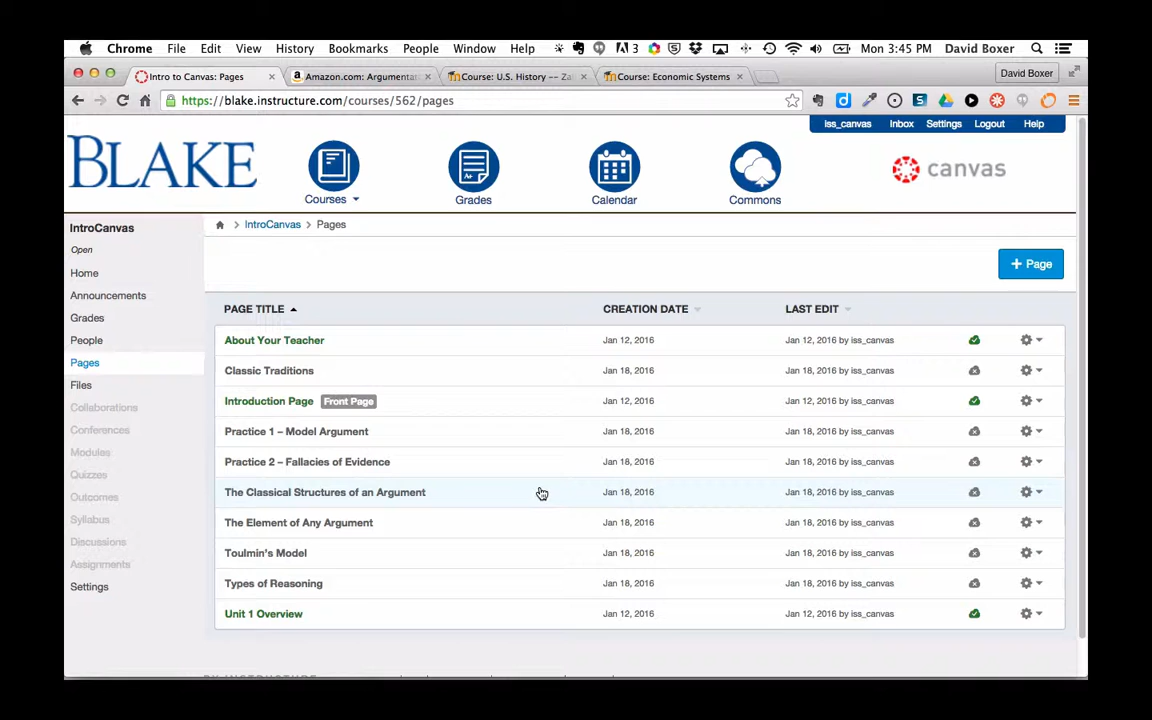 Chrome File Edit View History Bookmarks People Window Help 3 Mon 3:45 PM David Boxer
Intro to Canvas: Pages Amazon.com: Argumentat Course: U.S. History -- Za Course: Economic Systems David Boxer
https://blake.instructure.com/courses/562/pages
iss_canvas Inbox Settings Logout Help
BLAKE Courses Grades Calendar Commons canvas
IntroCanvas
Open
Home
Announcements
Grades
People
Pages
Files
Collaborations
Conferences
Modules
Quizzes
Outcomes
Syllabus
Discussions
Assignments
Settings
IntroCanvas > Pages
+ Page
PAGE TITLE CREATION DATE LAST EDIT
About Your Teacher Jan 12, 2016 Jan 12, 2016 by iss_canvas
Classic Traditions Jan 18, 2016 Jan 18, 2016 by iss_canvas
Introduction Page Front Page Jan 12, 2016 Jan 12, 2016 by iss_canvas
Practice 1 – Model Argument Jan 18, 2016 Jan 18, 2016 by iss_canvas
Practice 2 – Fallacies of Evidence Jan 18, 2016 Jan 18, 2016 by iss_canvas
The Classical Structures of an Argument Jan 18, 2016 Jan 18, 2016 by iss_canvas
The Element of Any Argument Jan 18, 2016 Jan 18, 2016 by iss_canvas
Toulmin's Model Jan 18, 2016 Jan 18, 2016 by iss_canvas
Types of Reasoning Jan 18, 2016 Jan 18, 2016 by iss_canvas
Unit 1 Overview Jan 12, 2016 Jan 12, 2016 by iss_canvas